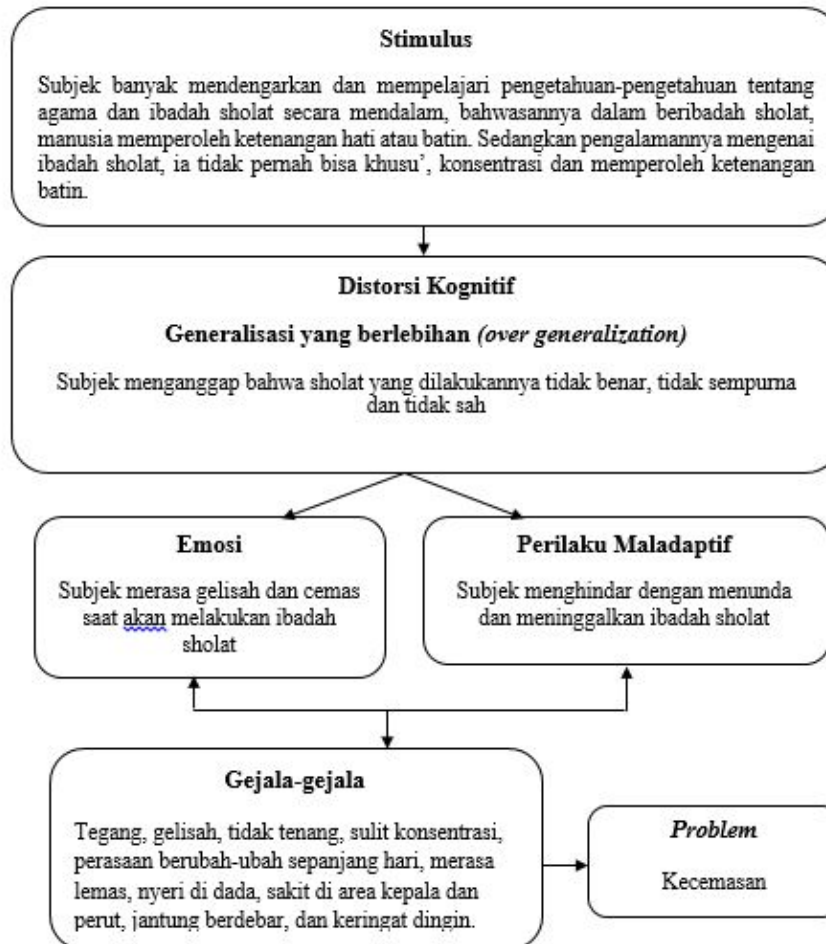 Stimulus
Subjek banyak mendengarkan dan mempelajari pengetahuan-pengetahuan tentang
agama dan ibadah sholat secara mendalam, bahwasannya dalam beribadah sholat,
manusia memperoleh ketenangan hati atau batin. Sedangkan pengalamannya mengenai
ibadah sholat, ia tidak pernah bisa khusu’, konsentrasi dan memperoleh ketenangan
batin.
Distorsi Kognitif
Generalisasi yang berlebihan (over generalization)
Subjek menganggap bahwa sholat yang dilakukannya tidak benar, tidak sempurna
dan tidak sah
Emosi
Subjek merasa gelisah dan cemas
saat akan melakukan ibadah
sholat
Perilaku Maladaptif
Subjek menghindar dengan menunda
dan meninggalkan ibadah sholat
Gejala-gejala
Tegang, gelisah, tidak tenang, sulit konsentrasi,
perasaan berubah-ubah sepanjang hari, merasa
lemas, nyeri di dada, sakit di area kepala dan
perut, jantung berdebar, dan keringat dingin.
Problem
Kecemasan